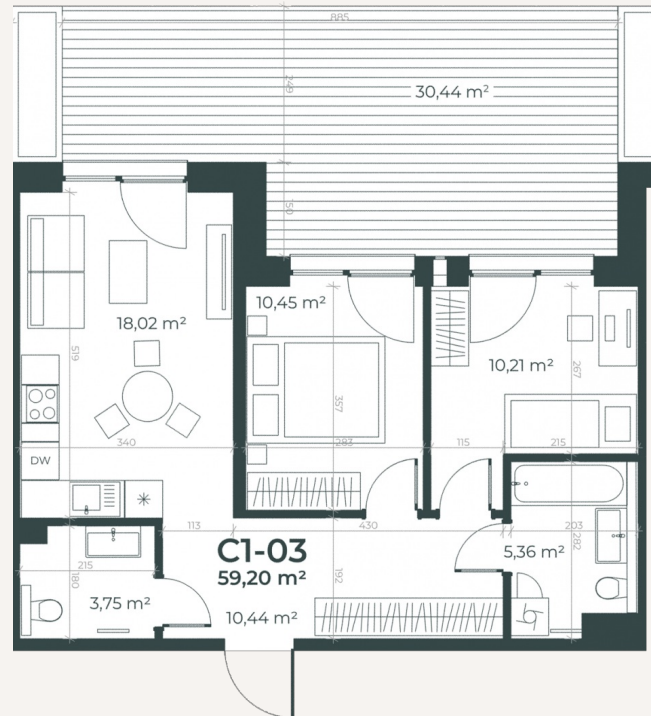 885
30,44 m²
249
150
18,02 m²
10,45 m²
10,21 m²
519
357
267
340
283
115
215
DW
113
430
203
C1-03
59,20 m²
282
5,36 m²
215
180
3,75 m²
192
10,44 m²